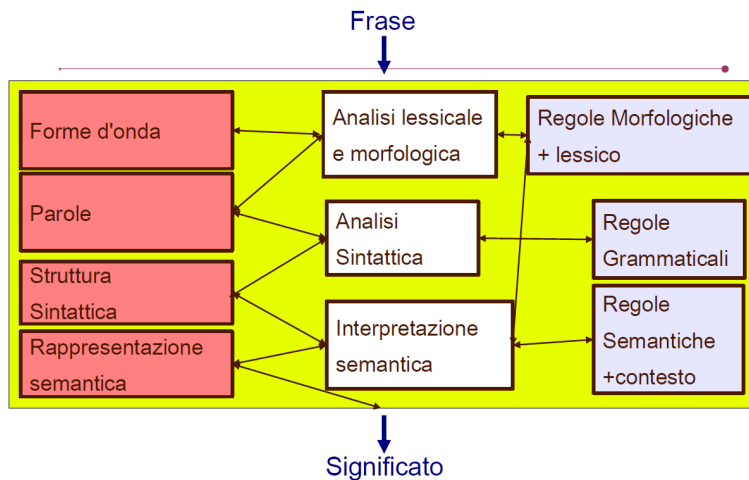 Frase
Forme d'onda
Analisi lessicale
e morfologica
Regole Morfologiche
+ lessico
Parole
Analisi
Sintattica
Regole
Grammaticali
Struttura
Sintattica
Interpretazione
semantica
Regole
Semantiche
+contesto
Rappresentazione
semantica
Significato